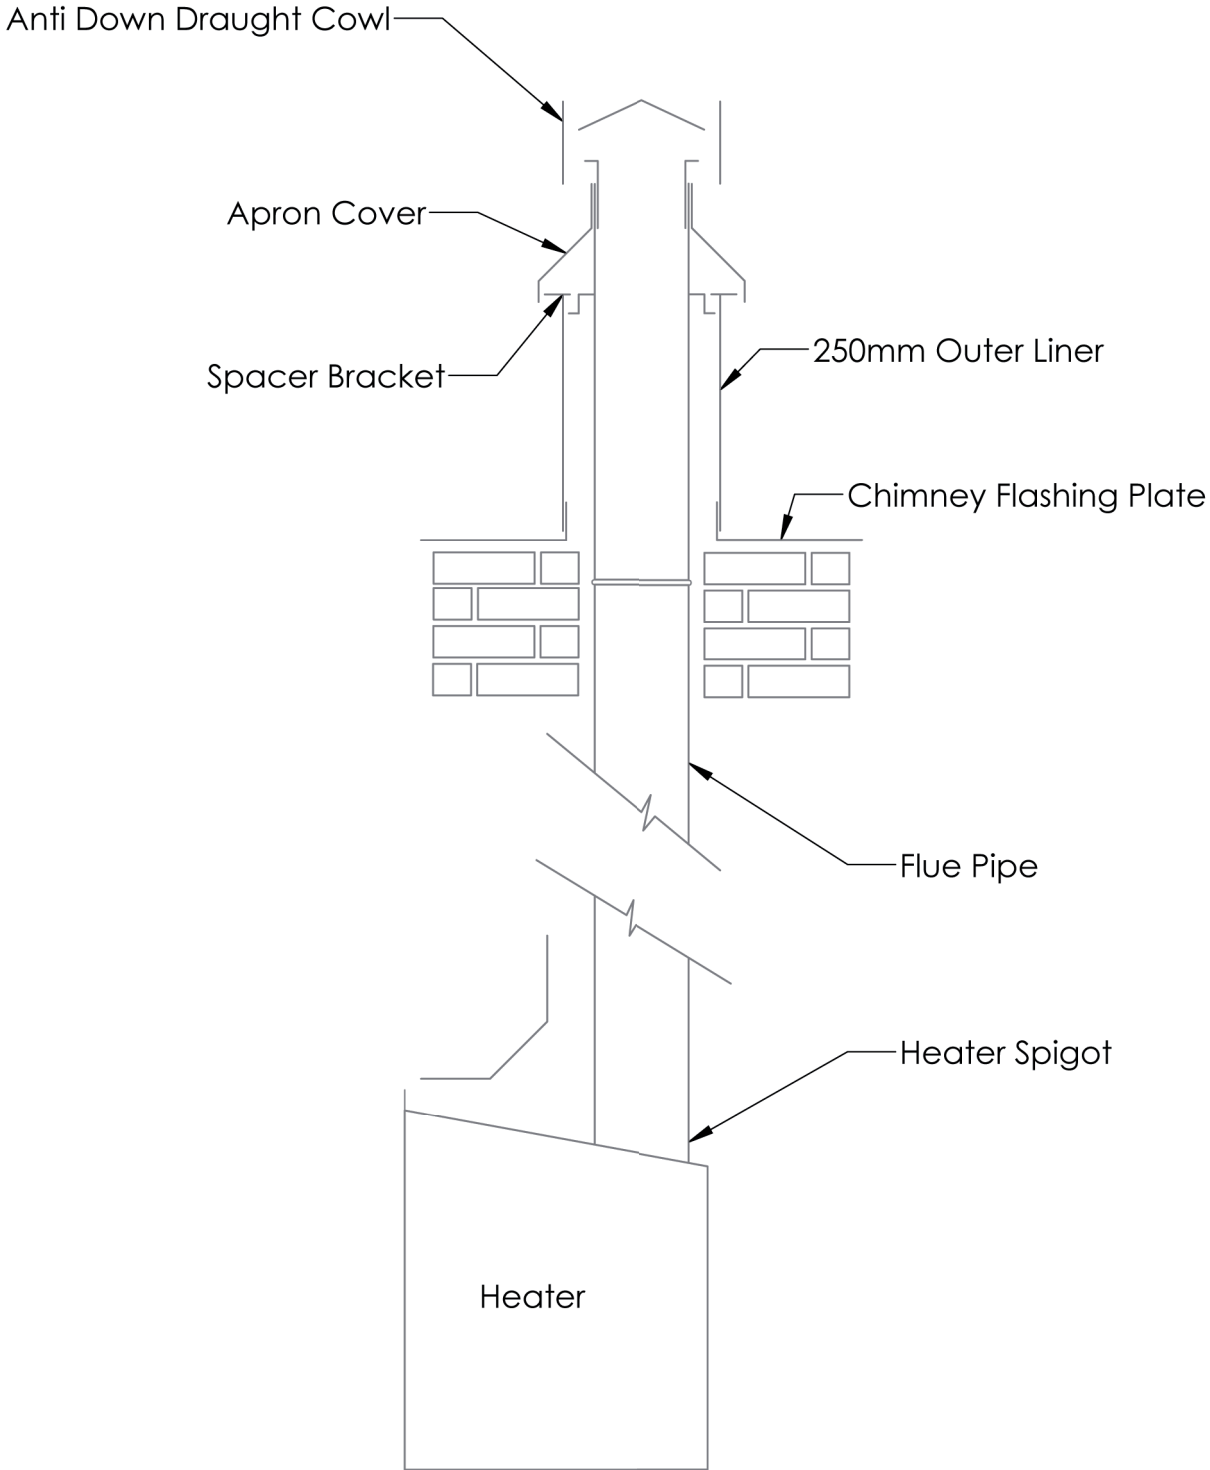 Anti Down Draught Cowl
Apron Cover
250mm Outer Liner
Spacer Bracket
Chimney Flashing Plate
Flue Pipe
Heater Spigot
Heater